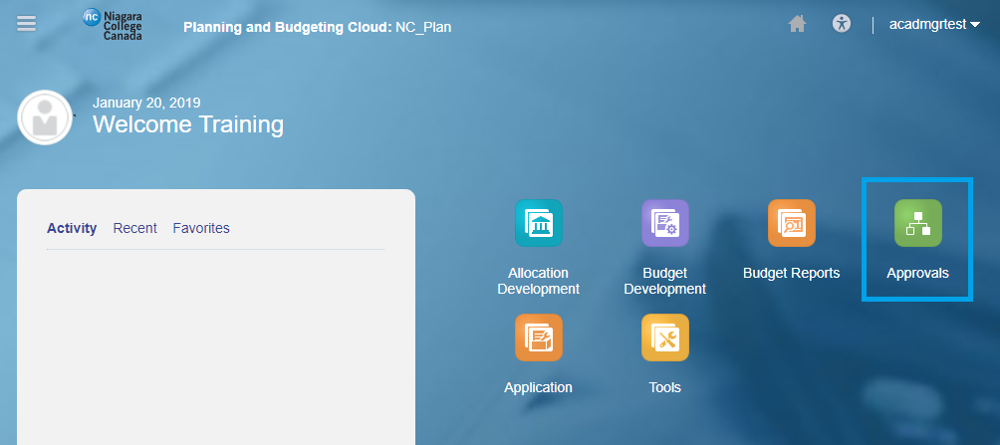 nc Niagara
College
Canada
Planning and Budgeting Cloud: NC_Plan
acadmgrtest
January 20, 2019
Welcome Training
Activity Recent Favorites
Allocation
Development
Budget
Development
Budget Reports
Approvals
Application
Tools